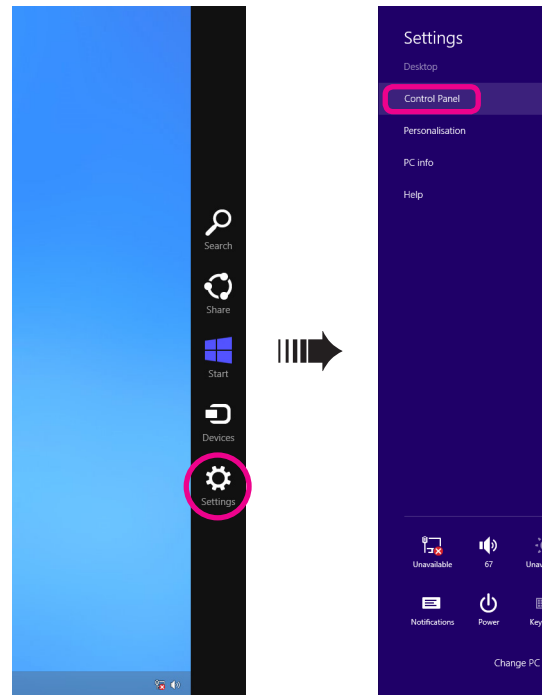 Search
Share
Start
Devices
Settings
Settings
Desktop
Control Panel
Personalisation
PC info
Help
Unavailable 67
Notifications Power
Change PC